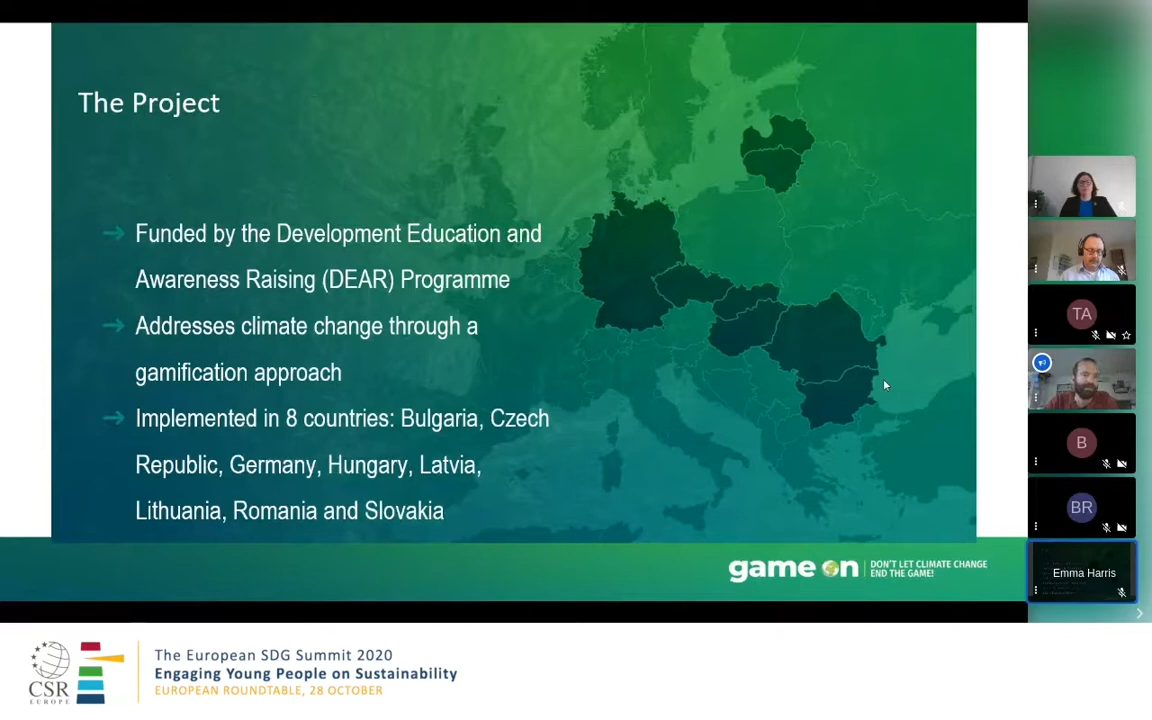 The Project
Funded by the Development Education and
Awareness Raising (DEAR) Programme
Addresses climate change through a
gamification approach
Implemented in 8 countries: Bulgaria, Czech
Republic, Germany, Hungary, Latvia,
Lithuania, Romania and Slovakia
game on
DON'T LET CLIMATE CHANGE
END THE GAME!
TA
B
BR
Emma Harris
CSR
EUROPE
The European SDG Summit 2020
Engaging Young People on Sustainability
EUROPEAN ROUNDTABLE, 28 OCTOBER